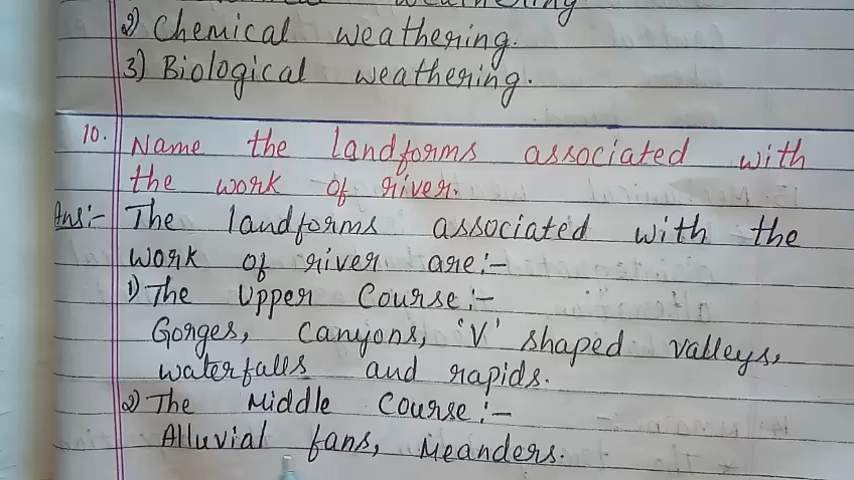 weathering
2) Chemical weathering.
3) Biological weathering.
10. Name the landforms associated with
the work of river.
Ans:- The landforms associated with the
work of river are:-
1) The Upper Course:-
Gorges, Canyons, 'V' shaped valleys,
waterfalls and rapids.
2) The Middle Course:-
Alluvial fans, Meanders.